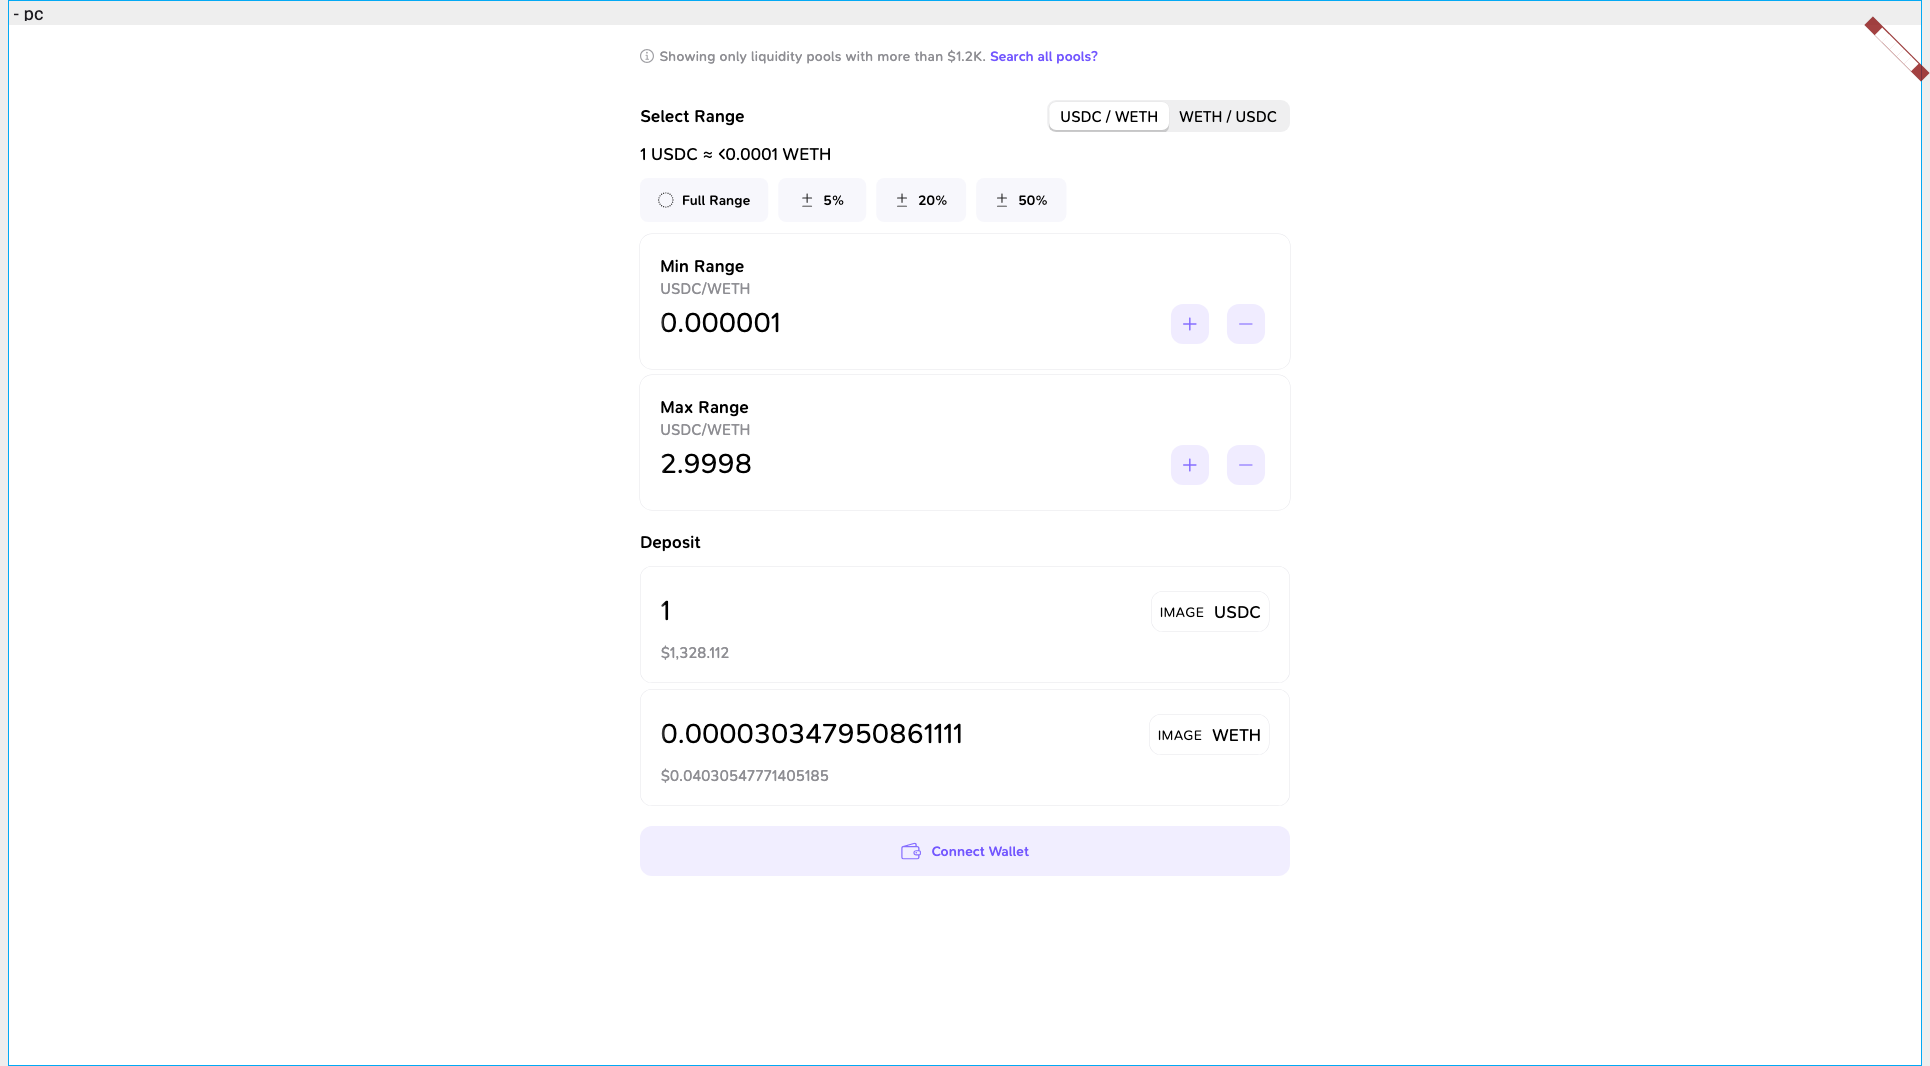 - pc
Showing only liquidity pools with more than $1.2K. Search all pools?
Select Range
USDC / WETH WETH / USDC
1 USDC ≈ <0.0001 WETH
Full Range
± 5%
± 20%
± 50%
Min Range
USDC/WETH
0.000001
+ −
Max Range
USDC/WETH
2.9998
+ −
Deposit
1
IMAGE USDC
$1,328.112
0.000030347950861111
IMAGE WETH
$0.04030547771405185
Connect Wallet